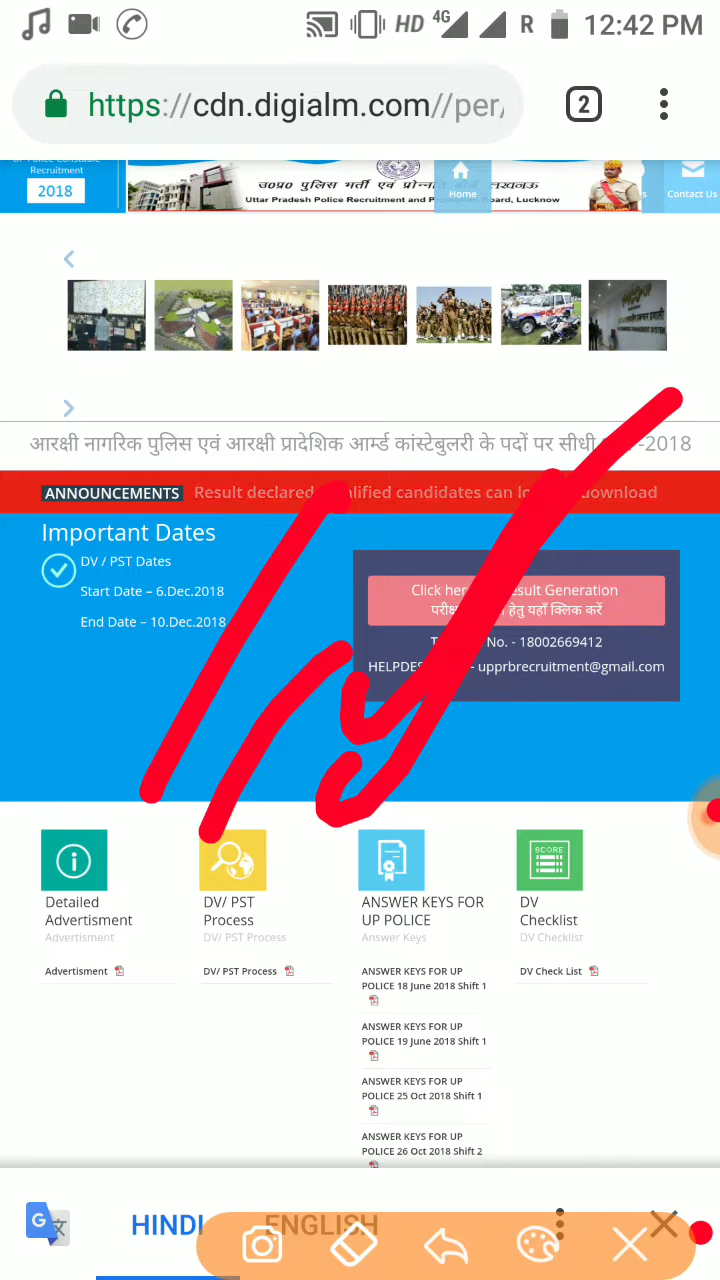 HD 4G R 12:42 PM
https://cdn.digialm.com//per
2
Recruitment
2018
उ०प्र० पुलिस भर्ती एवं
लखनऊ
Uttar Pradesh Police Recruitment and
Board, Lucknow
Home
Contact Us
आरक्षी नागरिक पुलिस एवं आरक्षी प्रादेशिक आर्म्ड कांस्टेबुलरी के पदों पर सीधी -2018
ANNOUNCEMENTS Result declared candidates can download
Important Dates
DV / PST Dates
Start Date – 6.Dec.2018
End Date – 10.Dec.2018
Click Generation
हेतु यहाँ क्लिक करें
No. - 18002669412
- upprbrecruitment@gmail.com
Detailed
Advertisment
Advertisment
Advertisment
DV/ PST
Process
DV/ PST Process
DV/ PST Process
ANSWER KEYS FOR
UP POLICE
Answer Keys
ANSWER KEYS FOR UP
POLICE 18 June 2018 Shift 1
ANSWER KEYS FOR UP
POLICE 19 June 2018 Shift 1
ANSWER KEYS FOR UP
POLICE 25 Oct 2018 Shift 1
ANSWER KEYS FOR UP
POLICE 26 Oct 2018 Shift 2
SCORE
DV
Checklist
DV Checklist
DV Check List
HINDI ENGLISH